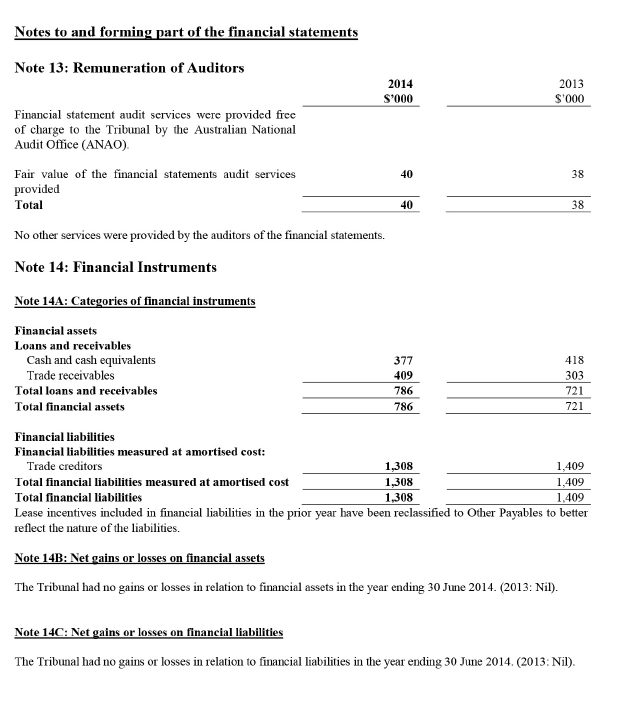 Notes to and forming part of the financial statements
Note 13: Remuneration of Auditors
2014 2013
$'000 $'000
Financial statement audit services were provided free
of charge to the Tribunal by the Australian National
Audit Office (ANAO).
Fair value of the financial statements audit services 40 38
provided
Total 40 38
No other services were provided by the auditors of the financial statements.
Note 14: Financial Instruments
Note 14A: Categories of financial instruments
Financial assets
Loans and receivables
Cash and cash equivalents 377 418
Trade receivables 409 303
Total loans and receivables 786 721
Total financial assets 786 721
Financial liabilities
Financial liabilities measured at amortised cost:
Trade creditors 1,308 1,409
Total financial liabilities measured at amortised cost 1,308 1,409
Total financial liabilities 1,308 1,409
Lease incentives included in financial liabilities in the prior year have been reclassified to Other Payables to better
reflect the nature of the liabilities.
Note 14B: Net gains or losses on financial assets
The Tribunal had no gains or losses in relation to financial assets in the year ending 30 June 2014. (2013: Nil).
Note 14C: Net gains or losses on financial liabilities
The Tribunal had no gains or losses in relation to financial liabilities in the year ending 30 June 2014. (2013: Nil).